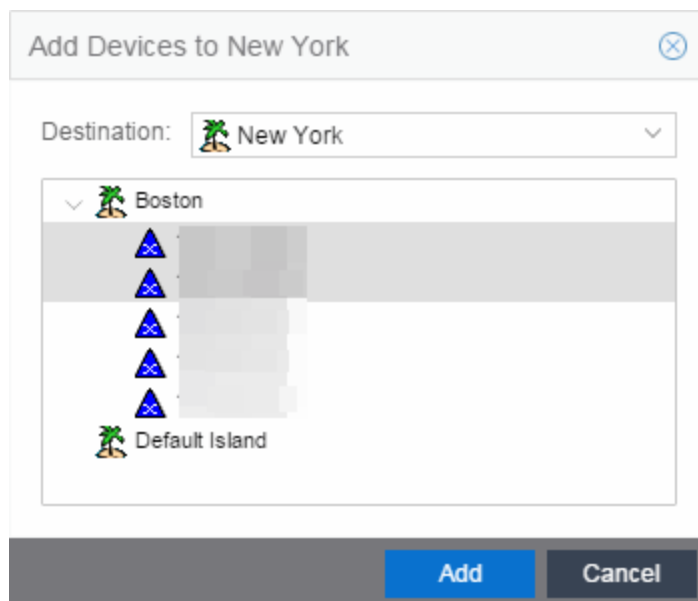 Add Devices to New York
Destination: New York
Boston
Default Island
Add Cancel